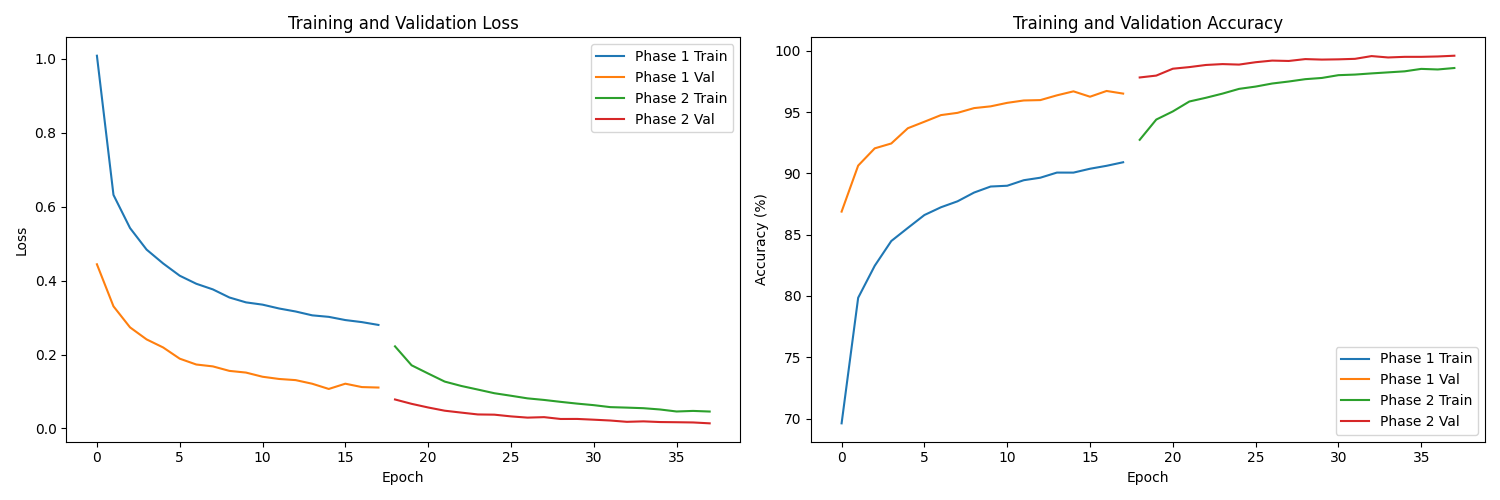 Training and Validation Loss
Loss
1.0
0.8
0.6
0.4
0.2
0.0
0 5 10 15 20 25 30 35
Epoch
Phase 1 Train
Phase 1 Val
Phase 2 Train
Phase 2 Val
Training and Validation Accuracy
Accuracy (%)
100
95
90
85
80
75
70
0 5 10 15 20 25 30 35
Epoch
Phase 1 Train
Phase 1 Val
Phase 2 Train
Phase 2 Val